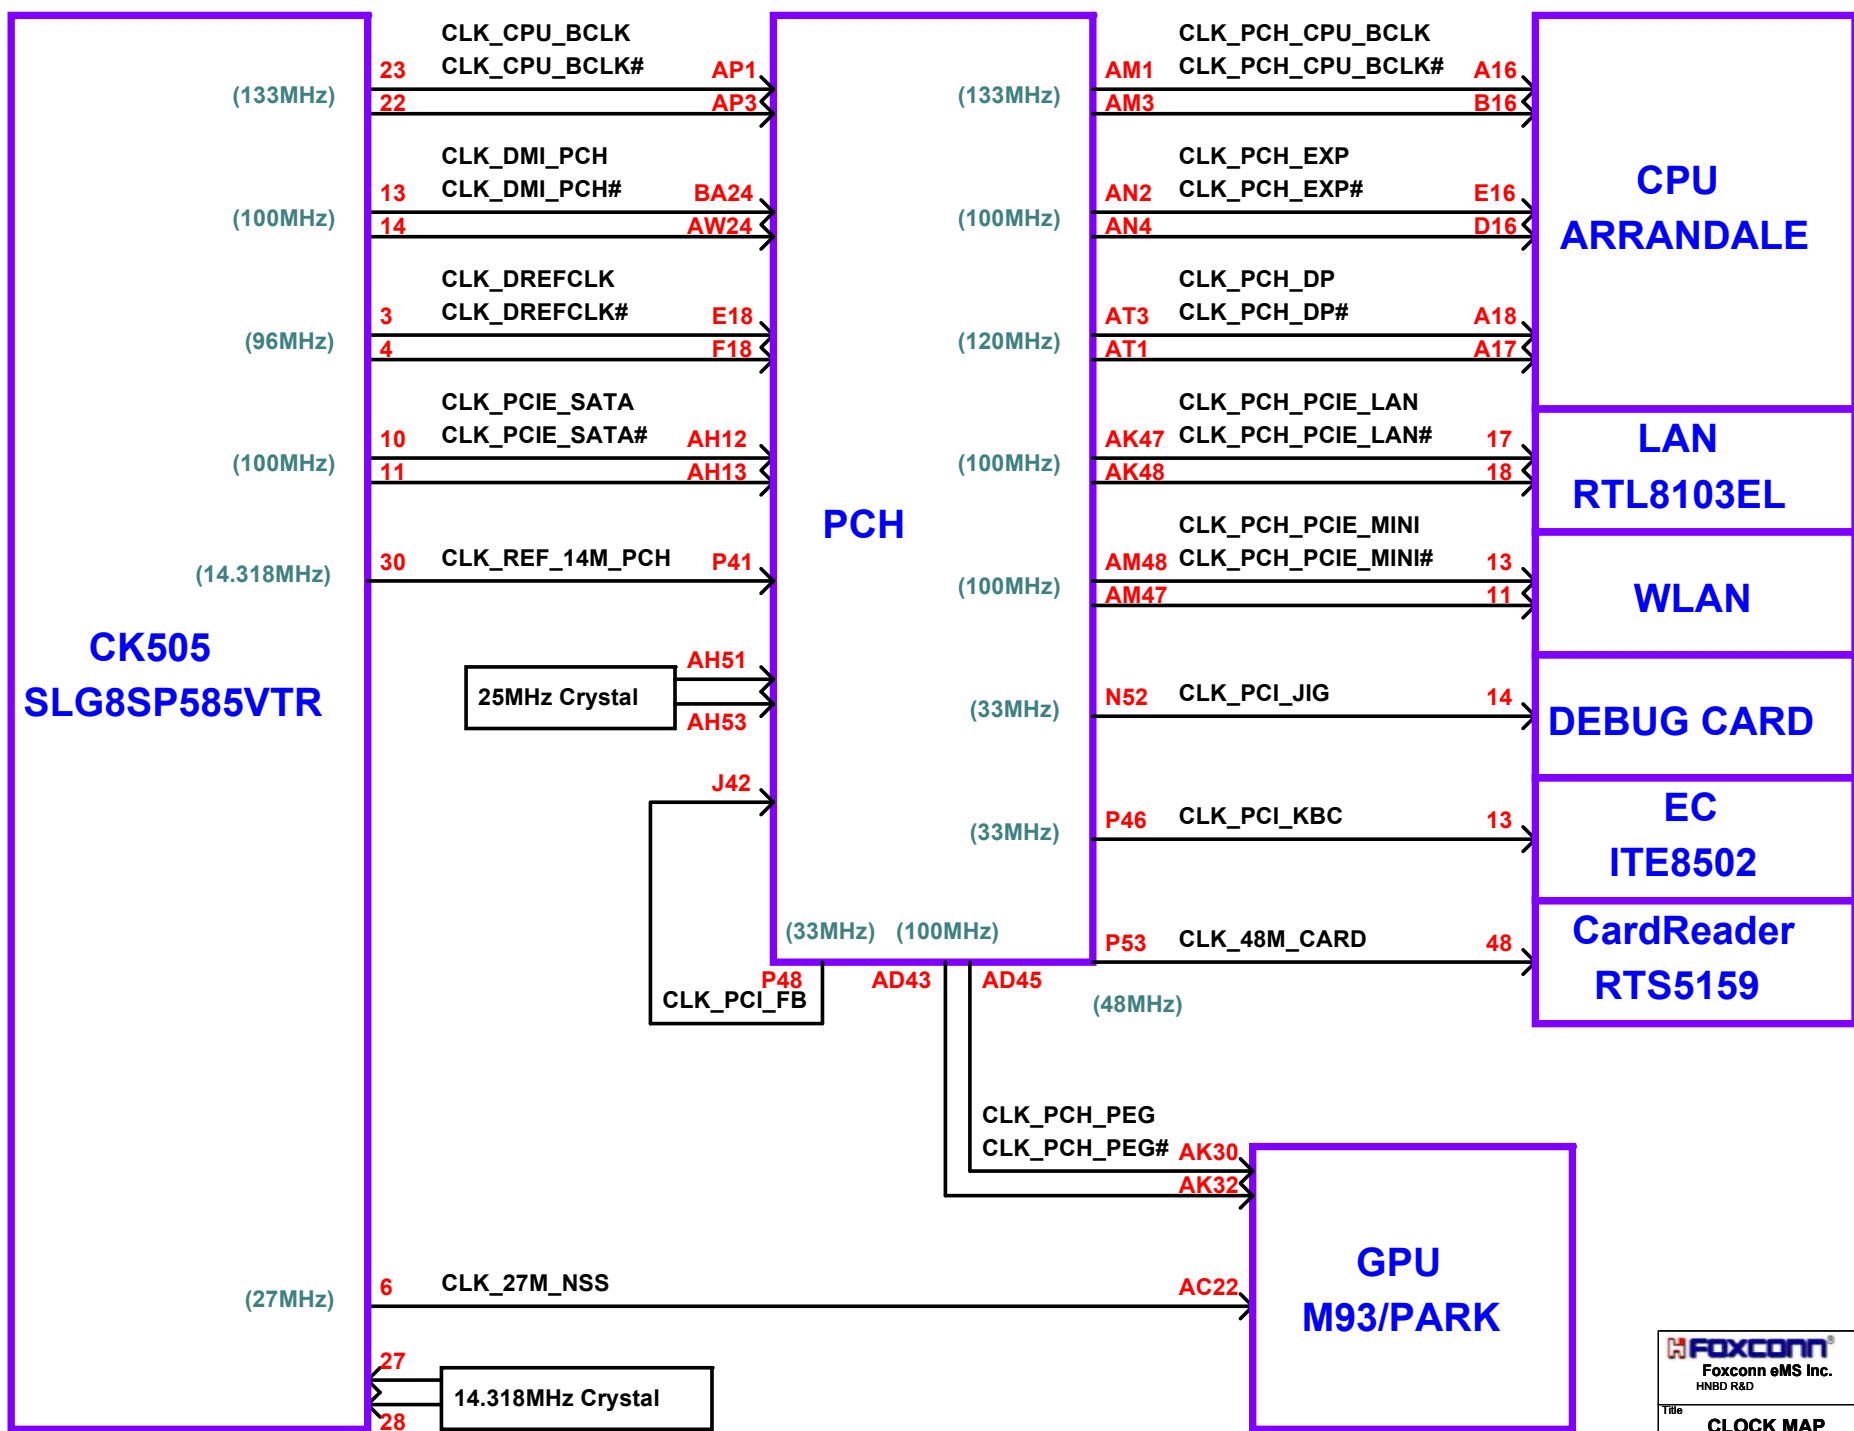 CLK_CPU_BCLK
CLK_CPU_BCLK#
23
22
AP1
AP3
(133MHz)
CLK_DMI_PCH
CLK_DMI_PCH#
13
14
BA24
AW24
(100MHz)
CLK_DREFCLK
CLK_DREFCLK#
3
4
E18
F18
(96MHz)
CLK_PCIE_SATA
CLK_PCIE_SATA#
10
11
AH12
AH13
(100MHz)
30
CLK_REF_14M_PCH
P41
(14.318MHz)
CK505
SLG8SP585VTR
AH51
25MHz Crystal
AH53
J42
PCH
(133MHz)
AM1
AM3
CLK_PCH_CPU_BCLK
CLK_PCH_CPU_BCLK#
A16
B16
(100MHz)
AN2
AN4
CLK_PCH_EXP
CLK_PCH_EXP#
E16
D16
(120MHz)
AT3
AT1
CLK_PCH_DP
CLK_PCH_DP#
A18
A17
CPU
ARRANDALE
(100MHz)
AK47
AK48
CLK_PCH_PCIE_LAN
CLK_PCH_PCIE_LAN#
17
18
LAN
RTL8103EL
(100MHz)
AM48
AM47
CLK_PCH_PCIE_MINI
CLK_PCH_PCIE_MINI#
13
11
WLAN
(33MHz)
N52
CLK_PCI_JIG
14
DEBUG CARD
(33MHz)
P46
CLK_PCI_KBC
13
EC
ITE8502
P53
CLK_48M_CARD
48
(48MHz)
CardReader
RTS5159
(33MHz)
(100MHz)
P48
CLK_PCI_FB
AD43
AD45
CLK_PCH_PEG
CLK_PCH_PEG#
AK30
AK32
(27MHz)
6
CLK_27M_NSS
AC22
GPU
M93/PARK
27
28
14.318MHz Crystal
FOXCONN®
Foxconn eMS Inc.
HNBD R&D
Title
CLOCK MAP